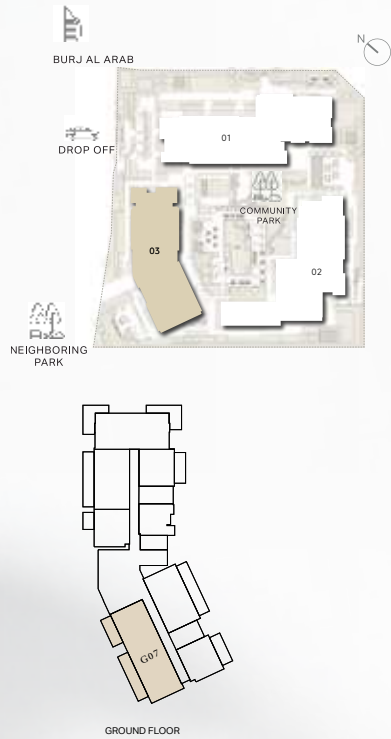 BURJ AL ARAB
N
DROP OFF
01
COMMUNITY
PARK
03
02
NEIGHBORING
PARK
G07
GROUND FLOOR